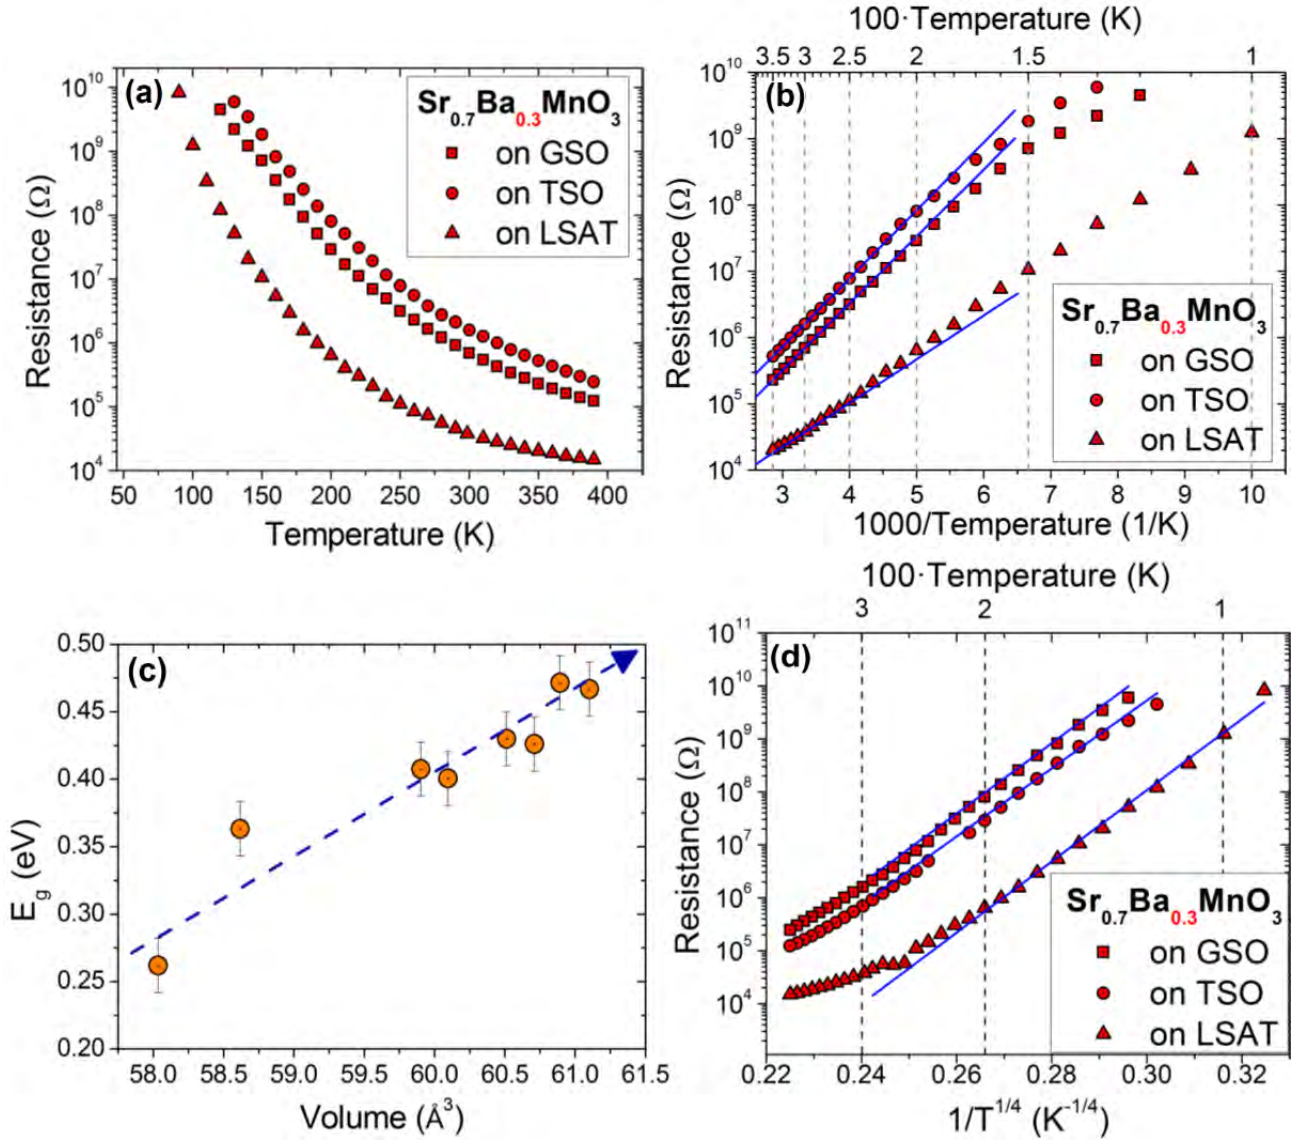 (a)
Sr0.7Ba0.3MnO3
on GSO
on TSO
on LSAT
Resistance (Ω)
10^10
10^9
10^8
10^7
10^6
10^5
10^4
50 100 150 200 250 300 350 400
Temperature (K)
100·Temperature (K)
3.5 3 2.5 2 1.5 1
(b)
Resistance (Ω)
10^10
10^9
10^8
10^7
10^6
10^5
10^4
Sr0.7Ba0.3MnO3
on GSO
on TSO
on LSAT
3 4 5 6 7 8 9 10
1000/Temperature (1/K)
(c)
Eg (eV)
0.50
0.45
0.40
0.35
0.30
0.25
0.20
58.0 58.5 59.0 59.5 60.0 60.5 61.0 61.5
Volume (Å^3)
100·Temperature (K)
3 2 1
(d)
Resistance (Ω)
10^11
10^10
10^9
10^8
10^7
10^6
10^5
10^4
Sr0.7Ba0.3MnO3
on GSO
on TSO
on LSAT
0.22 0.24 0.26 0.28 0.30 0.32
1/T^1/4 (K^-1/4)